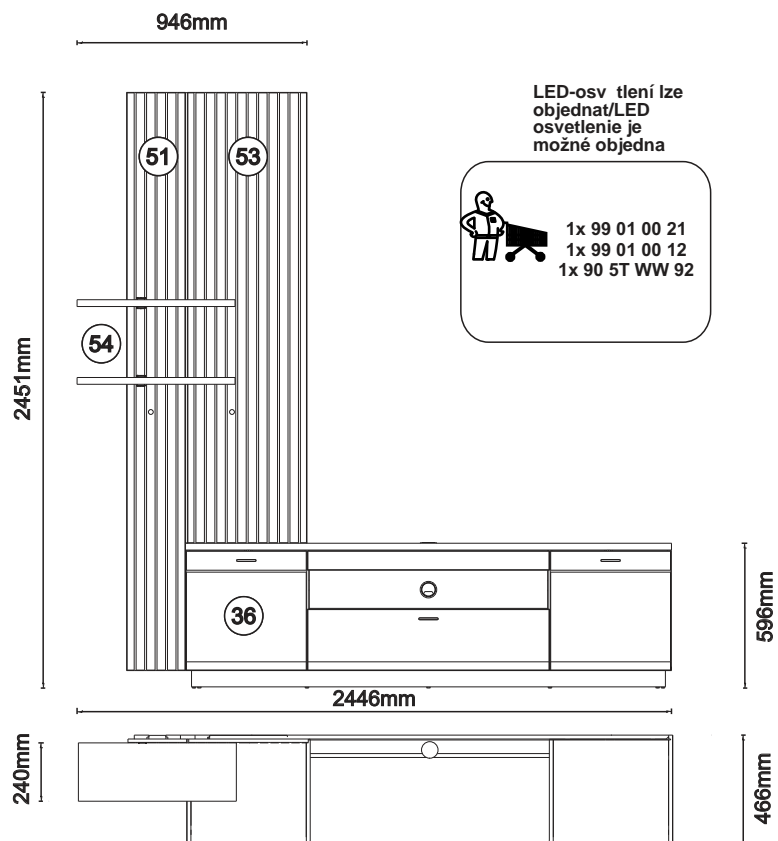 946mm
LED-osv tlení lze
objednat/LED
osvetlenie je
možné objedna
51
53
1x 99 01 00 21
1x 99 01 00 12
1x 90 5T WW 92
54
2451mm
36
596mm
2446mm
240mm
466mm